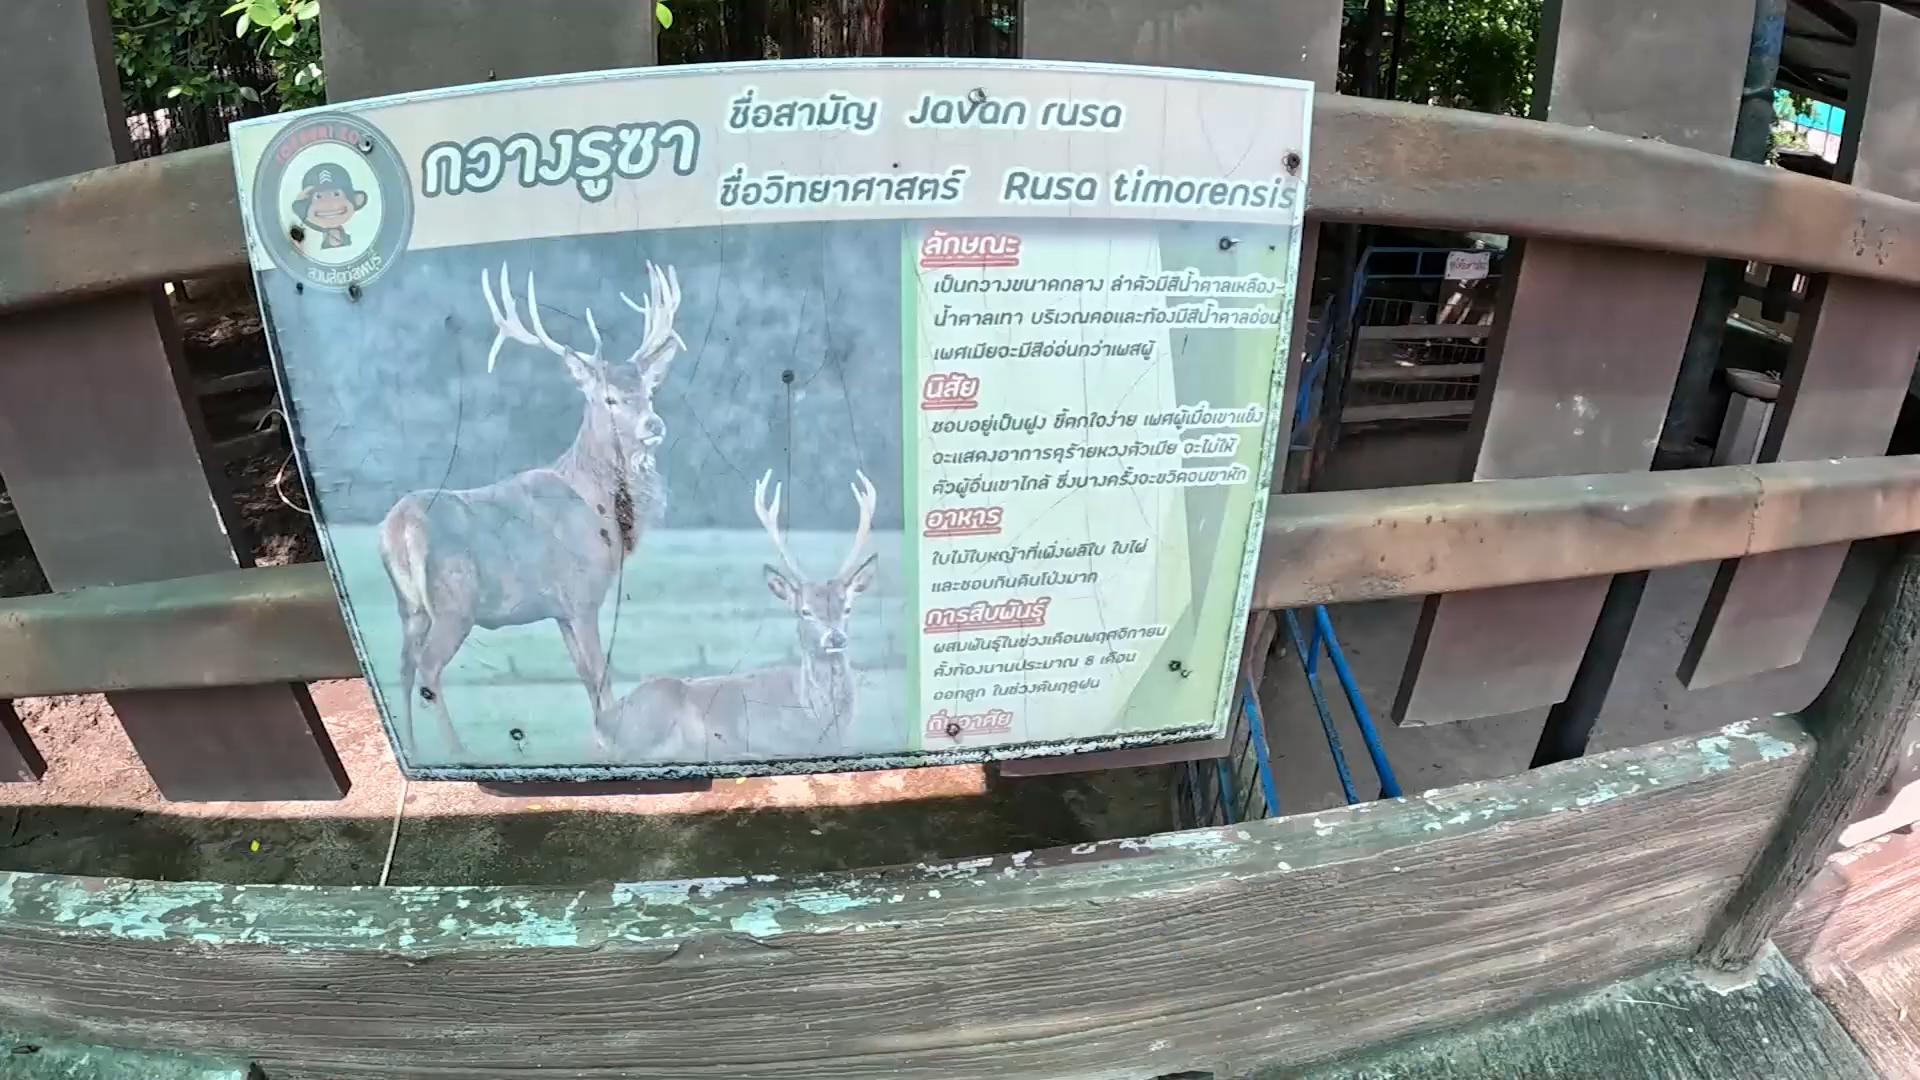 สวนสัตว์ลพบุรี
กวางรูซา
ชื่อสามัญ Javan rusa
ชื่อวิทยาศาสตร์ Rusa timorensis
ลักษณะ
เป็นกวางขนาดกลาง ลำตัวมีสีน้ำตาลเหลือง-
น้ำตาลเทา บริเวณคอและท้องมีสีน้ำตาลอ่อน
เพศเมียจะมีสีอ่อนกว่าเพสผู้
นิสัย
ชอบอยู่เป็นฝูง ขี้ตกใจง่าย เพศผู้เมื่อเขาแข็ง
จะแสดงอาการดุร้ายหวงตัวเมีย จะไม่ให้
ตัวผู้อื่นเขาไกล้ ซึ่งบางครั้งจะขวิดจนขาหัก
อาหาร
ใบไม้ใบหญ้าที่เพิ่งผลิใบ ใบไผ่
และชอบกินดินโป่งมาก
การสืบพันธุ์
ผสมพันธุ์ในช่วงเดือนพฤศจิกายน
ตั้งท้องนานประมาณ 8 เดือน
ออกลูก ในช่วงต้นฤดูฝน
ถิ่นอาศัย